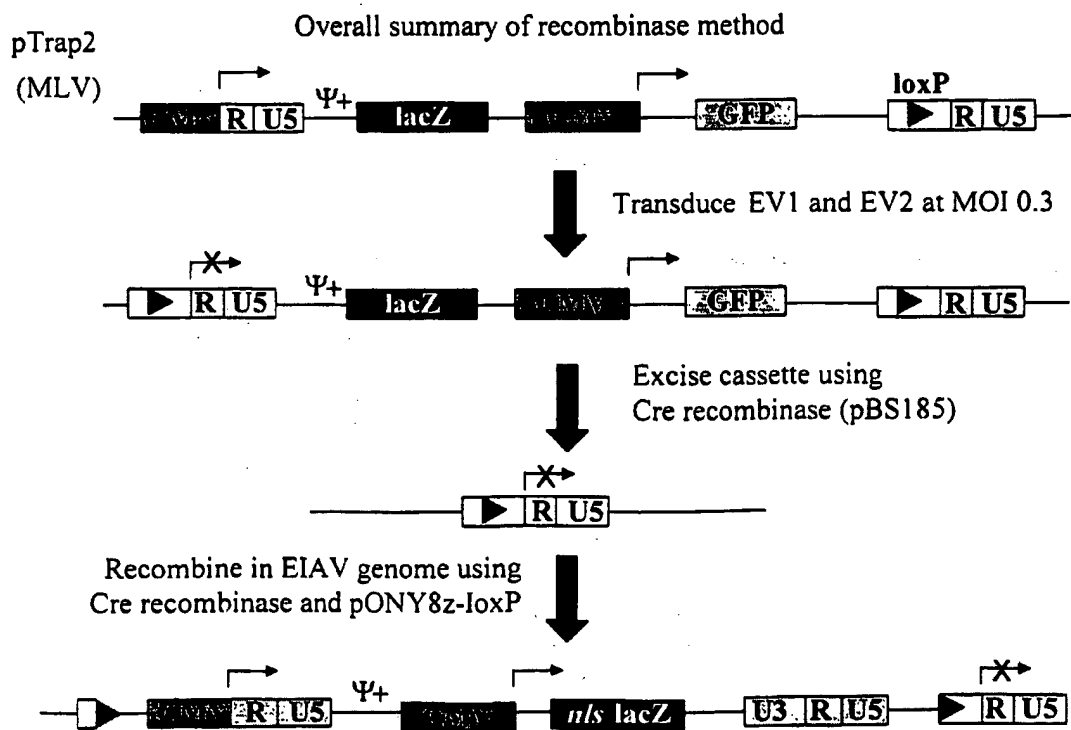 Overall summary of recombinase method
pTrap2
(MLV)
loxP
Ψ+
R U5 lacZ GFP R U5
Transduce EV1 and EV2 at MOI 0.3
Ψ+
R U5 lacZ GFP R U5
Excise cassette using
Cre recombinase (pBS185)
R U5
Recombine in EIAV genome using
Cre recombinase and pONY8z-loxP
Ψ+
R U5 nls lacZ U3 R U5 R U5